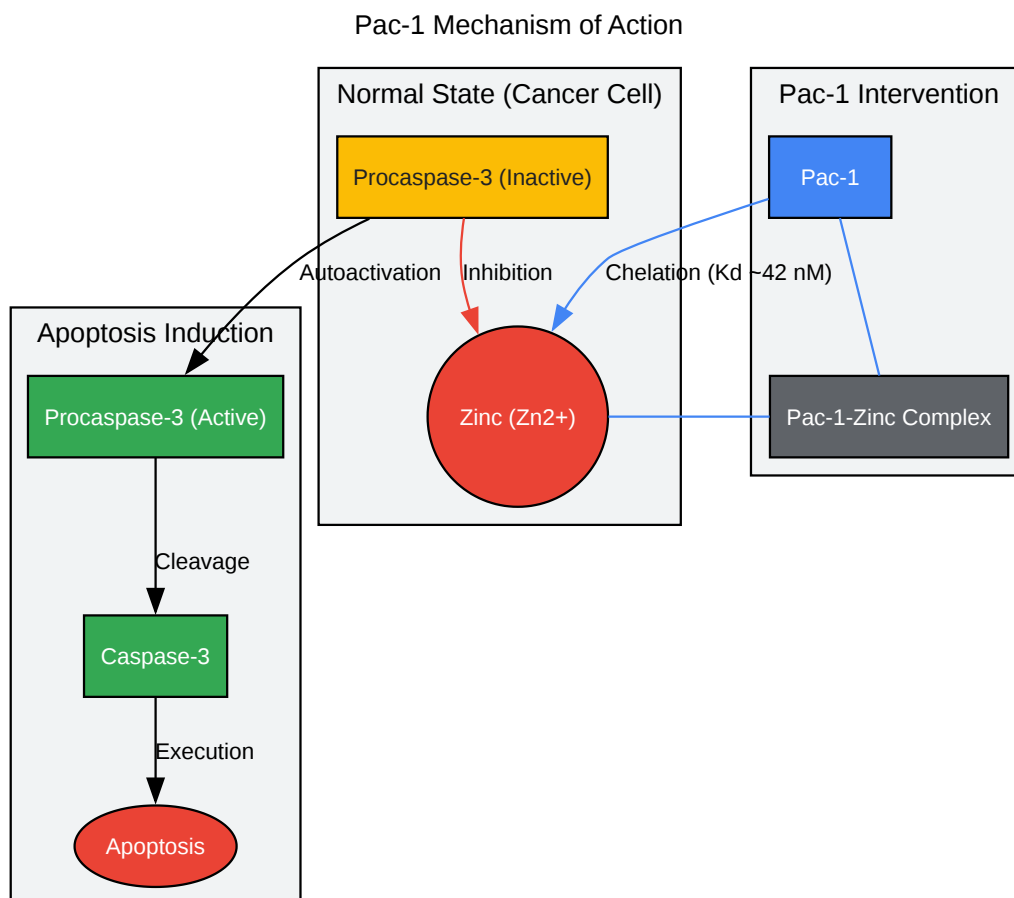 Pac-1 Mechanism of Action
Normal State (Cancer Cell)
Pac-1 Intervention
Procaspase-3 (Inactive)
Pac-1
Autoactivation
Inhibition
Chelation (Kd ~42 nM)
Apoptosis Induction
Procaspase-3 (Active)
Zinc (Zn2+)
Pac-1-Zinc Complex
Cleavage
Caspase-3
Execution
Apoptosis